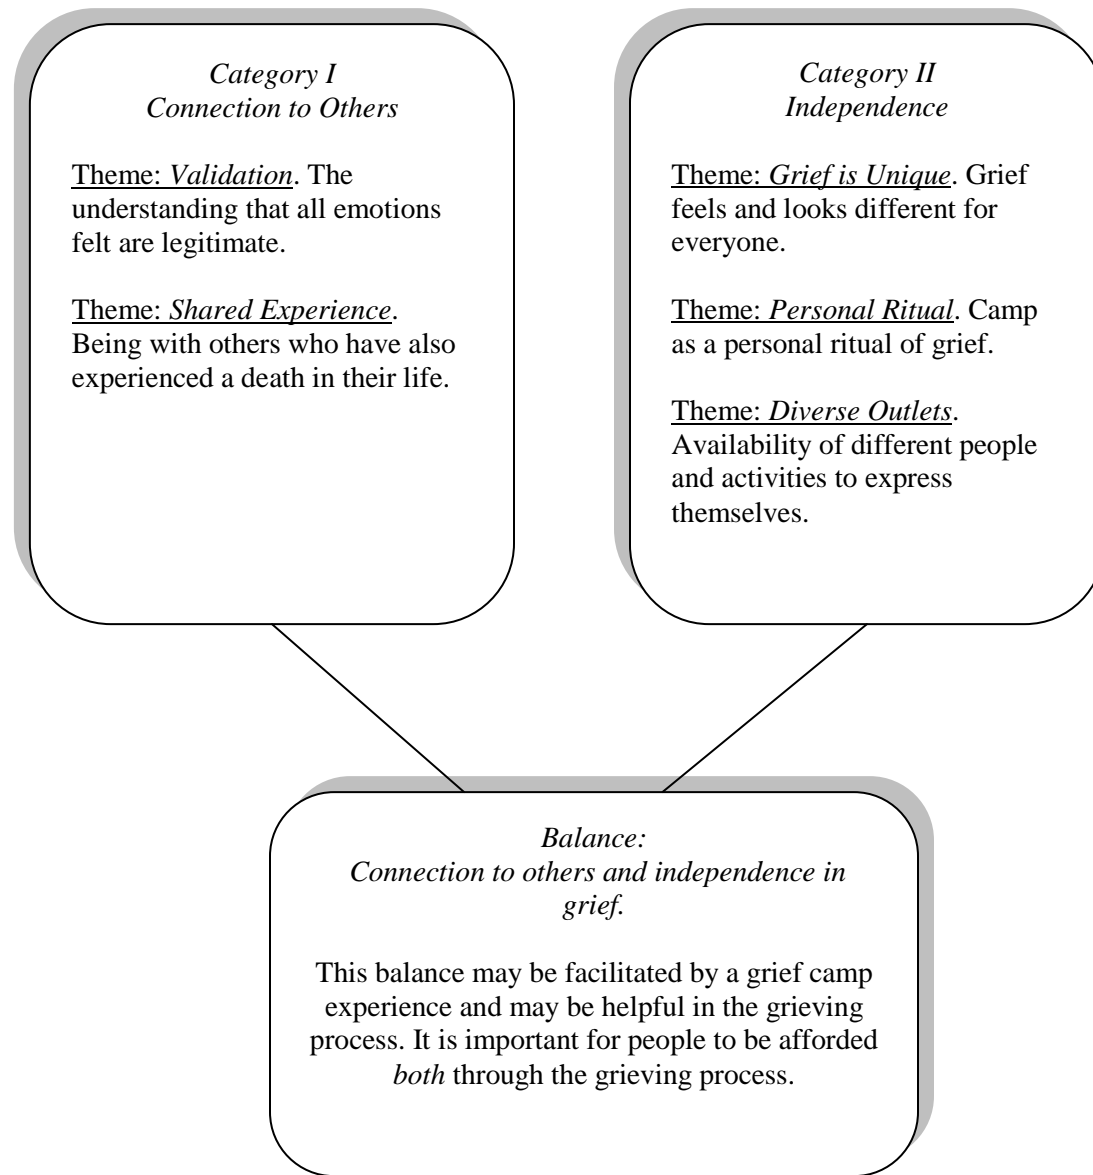 Category I
Connection to Others
Theme: Validation. The
understanding that all emotions
felt are legitimate.
Theme: Shared Experience.
Being with others who have also
experienced a death in their life.
Category II
Independence
Theme: Grief is Unique. Grief
feels and looks different for
everyone.
Theme: Personal Ritual. Camp
as a personal ritual of grief.
Theme: Diverse Outlets.
Availability of different people
and activities to express
themselves.
Balance:
Connection to others and independence in
grief.
This balance may be facilitated by a grief camp
experience and may be helpful in the grieving
process. It is important for people to be afforded
both through the grieving process.